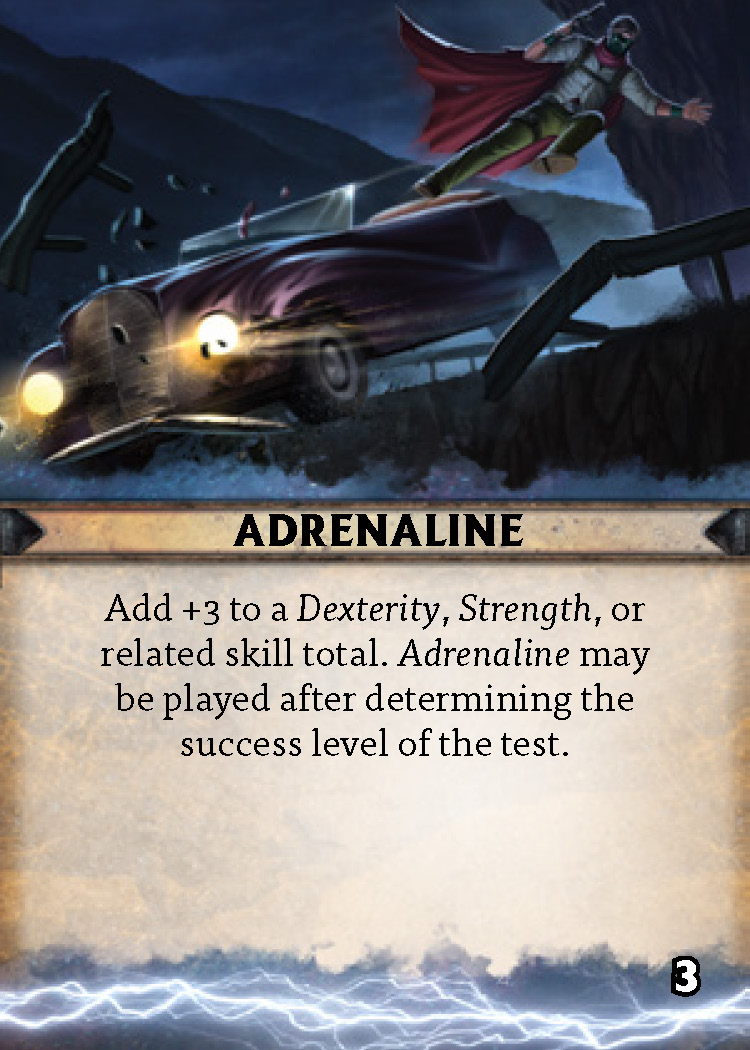 ADRENALINE
Add +3 to a Dexterity, Strength, or
related skill total. Adrenaline may
be played after determining the
success level of the test.
3